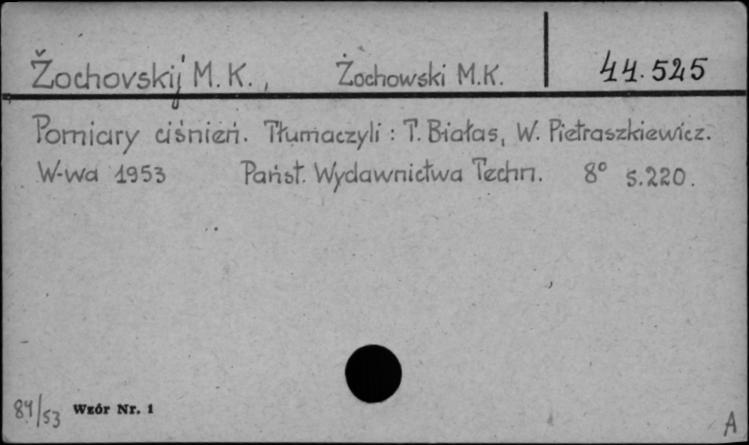 Žochovskij M.K., Żochowski M.K. 44.525
Pomiary ciśnień. Tłumaczyli: T. Białas, W. Pietraszkiewicz.
W-wa 1953 Państ. Wydawnictwa Techn. 8° s.220.
84/53 Wzór Nr. 1
A